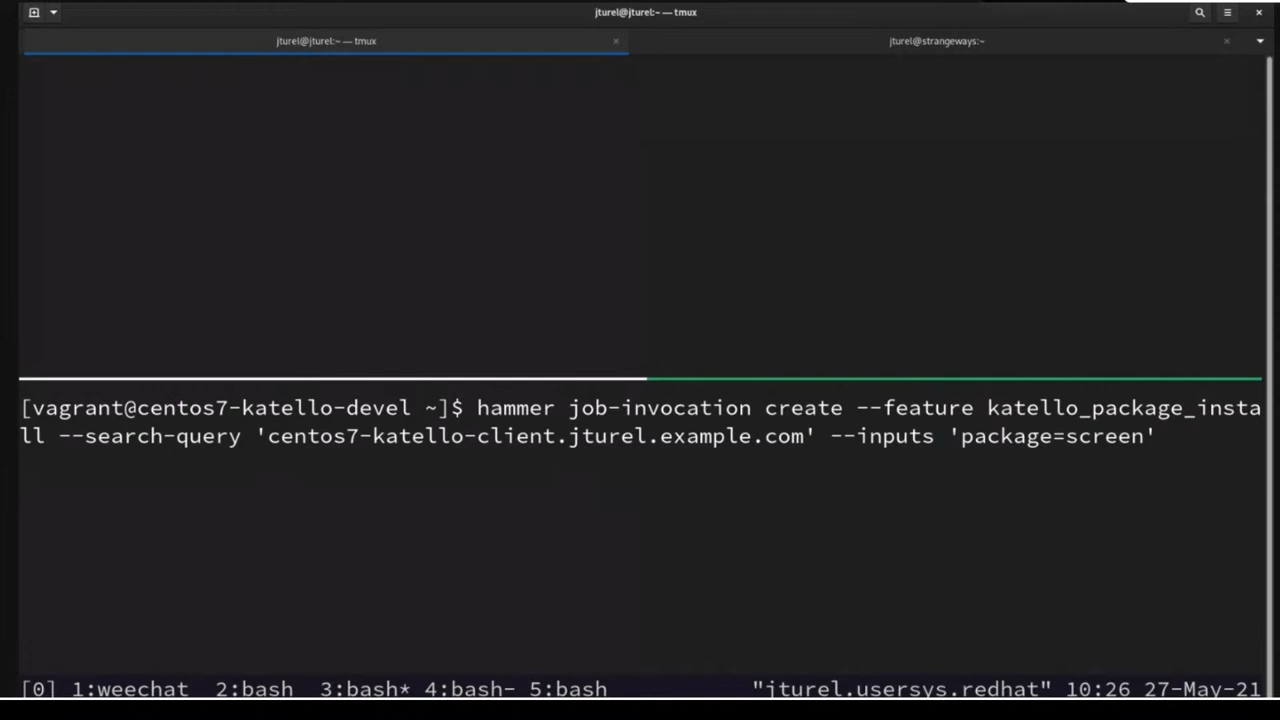 jturel@jturel:~ — tmux
jturel@jturel:~ — tmux
jturel@strangeways:~
[vagrant@centos7-katello-devel ~]$ hammer job-invocation create --feature katello_package_insta
ll --search-query 'centos7-katello-client.jturel.example.com' --inputs 'package=screen'
[0] 1:weechat  2:bash  3:bash* 4:bash- 5:bash "jturel.usersys.redhat" 10:26 27-May-21